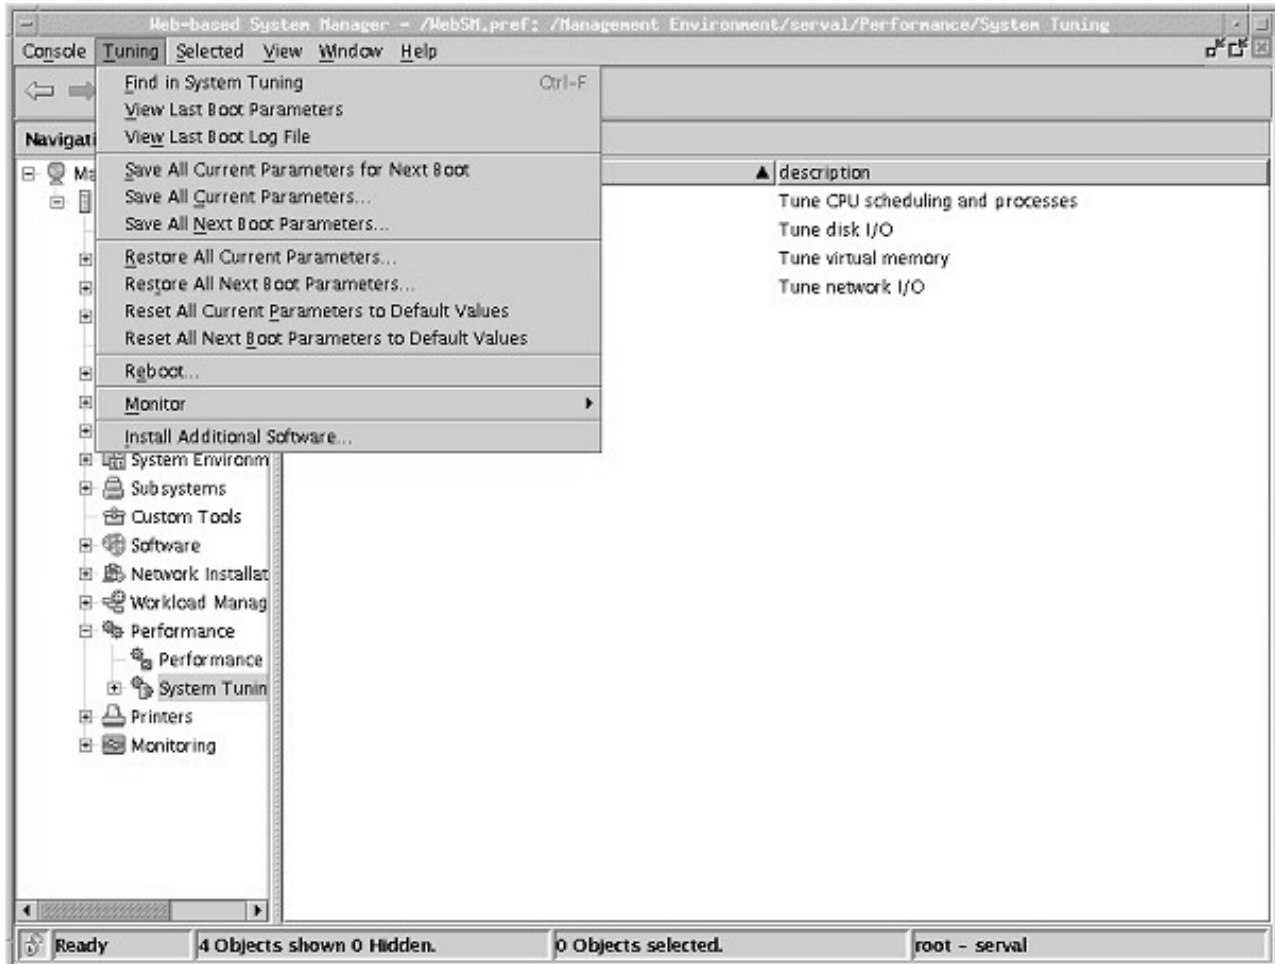 Web-based System Manager - /WebSM.pref: /Management Environment/serval/Performance/System Tuning
Console Tuning Selected View Window Help
Find in System Tuning Ctrl-F
View Last Boot Parameters
View Last Boot Log File
Save All Current Parameters for Next Boot
Save All Current Parameters...
Save All Next Boot Parameters...
Restore All Current Parameters...
Restore All Next Boot Parameters...
Reset All Current Parameters to Default Values
Reset All Next Boot Parameters to Default Values
Reboot...
Monitor
Install Additional Software...
Navigati
Ma
System Environm
Subsystems
Custom Tools
Software
Network Installat
Workload Manag
Performance
Performance
System Tunin
Printers
Monitoring
description
Tune CPU scheduling and processes
Tune disk I/O
Tune virtual memory
Tune network I/O
Ready 4 Objects shown 0 Hidden. 0 Objects selected. root - serval